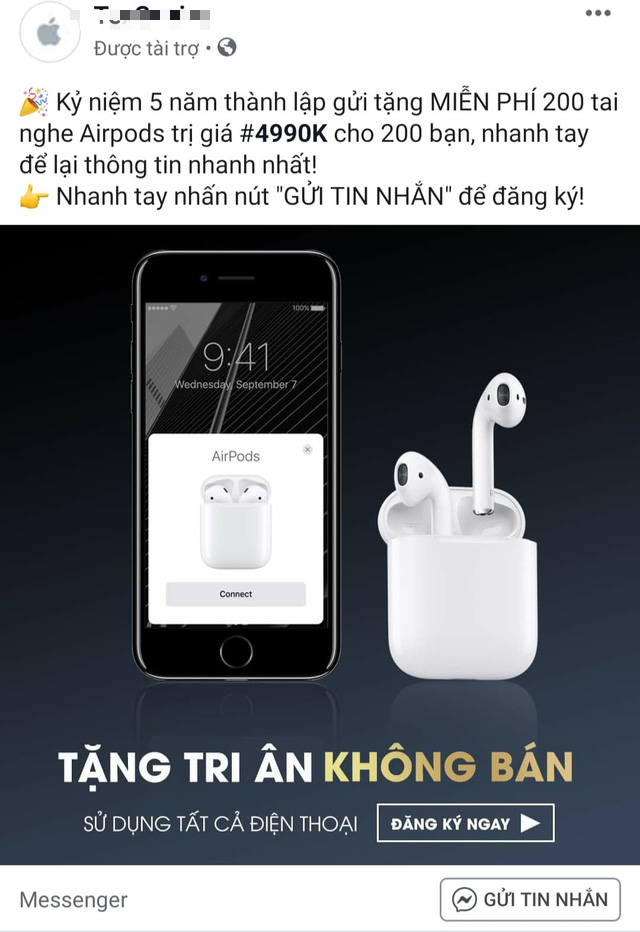 Được tài trợ
Kỷ niệm 5 năm thành lập gửi tặng MIỄN PHÍ 200 tai
nghe Airpods trị giá #4990K cho 200 bạn, nhanh tay
để lại thông tin nhanh nhất!
Nhanh tay nhấn nút "GỬI TIN NHẮN" để đăng ký!
100%
9:41
Wednesday, September 7
AirPods
Connect
TẶNG TRI ÂN KHÔNG BÁN
SỬ DỤNG TẤT CẢ ĐIỆN THOẠI
ĐĂNG KÝ NGAY
Messenger
GỬI TIN NHẮN